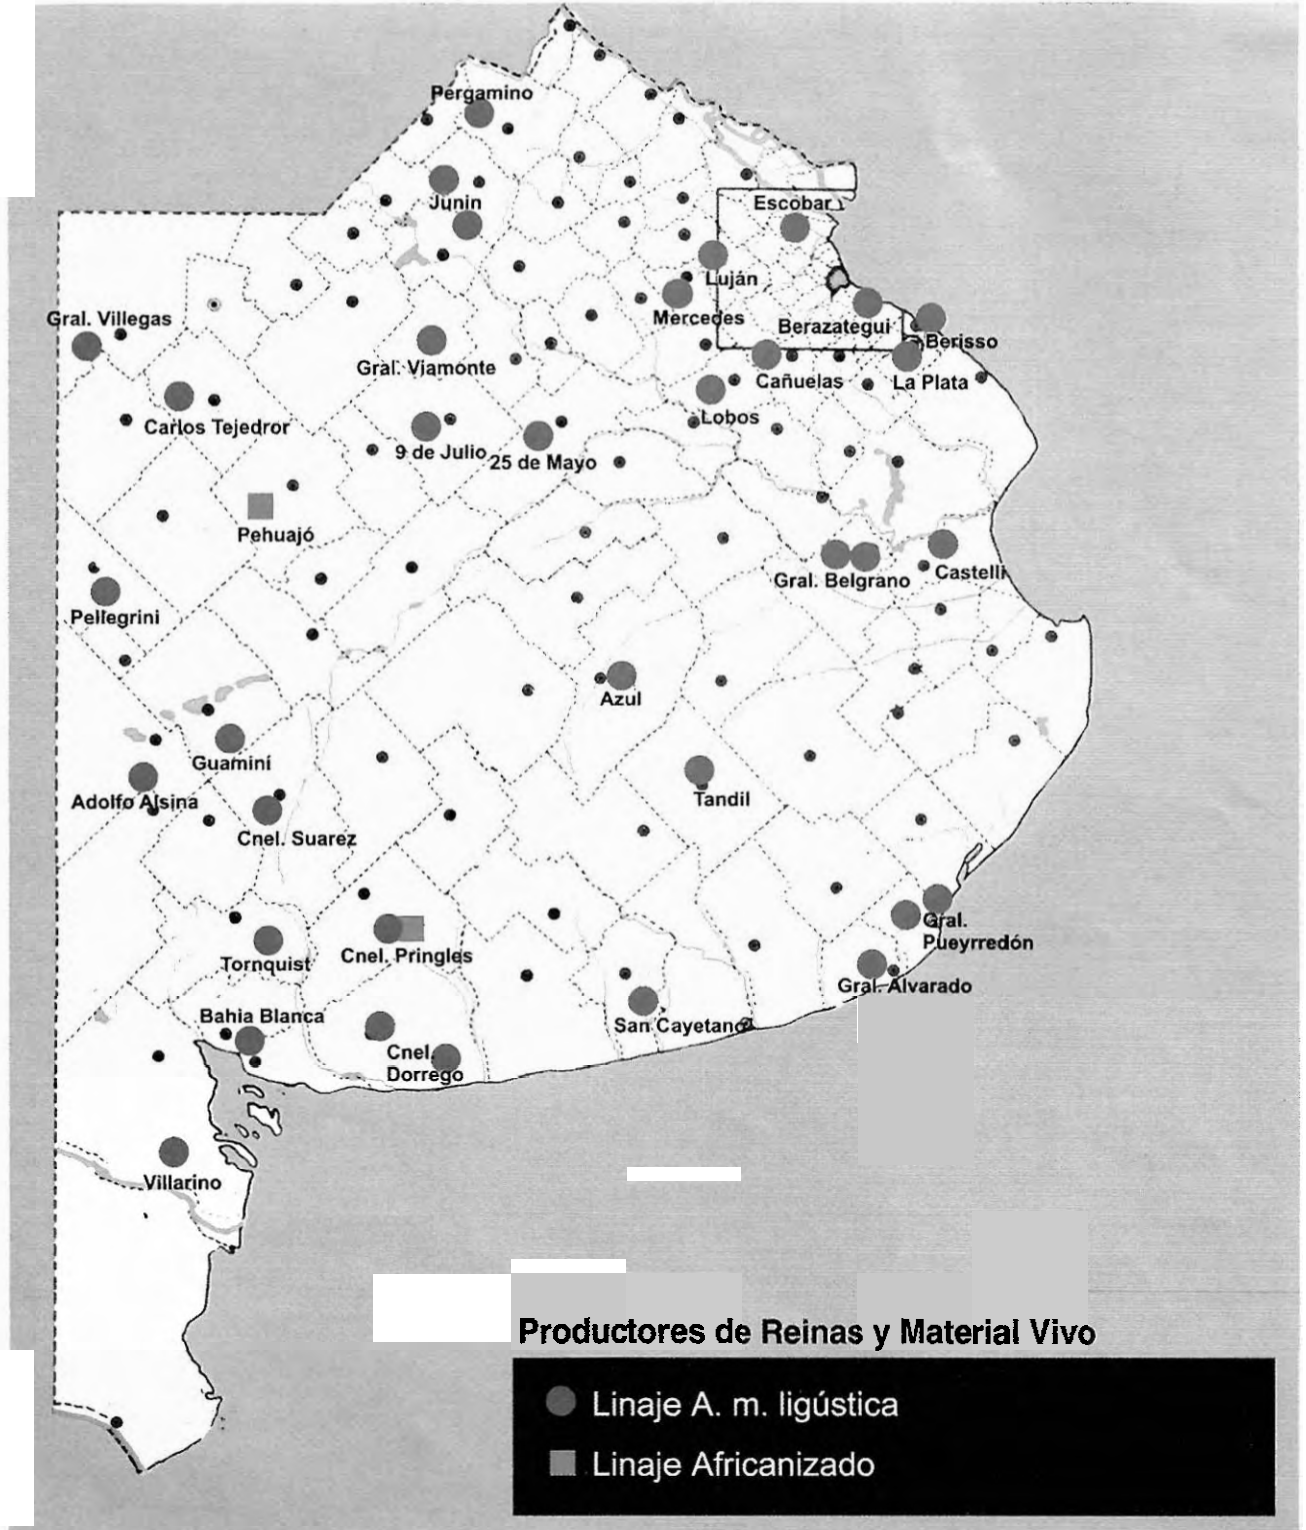 Pergamino
Junin
Escobar
Luján
Gral. Villegas
Mercedes
Berazategui
Berisso
Gral. Viamonte
Cañuelas
La Plata
Carlos Tejedror
Lobos
9 de Julio
25 de Mayo
Pehuajó
Gral. Belgrano
Castelli
Pellegrini
Azul
Guaminí
Adolfo Alsina
Tandil
Cnel. Suarez
Gral.
Pueyrredón
Cnel. Pringles
Tornquist
Gral. Alvarado
Bahia Blanca
San Cayetano
Cnel.
Dorrego
Villarino
Productores de Reinas y Material Vivo
Linaje A. m. ligústica
Linaje Africanizado